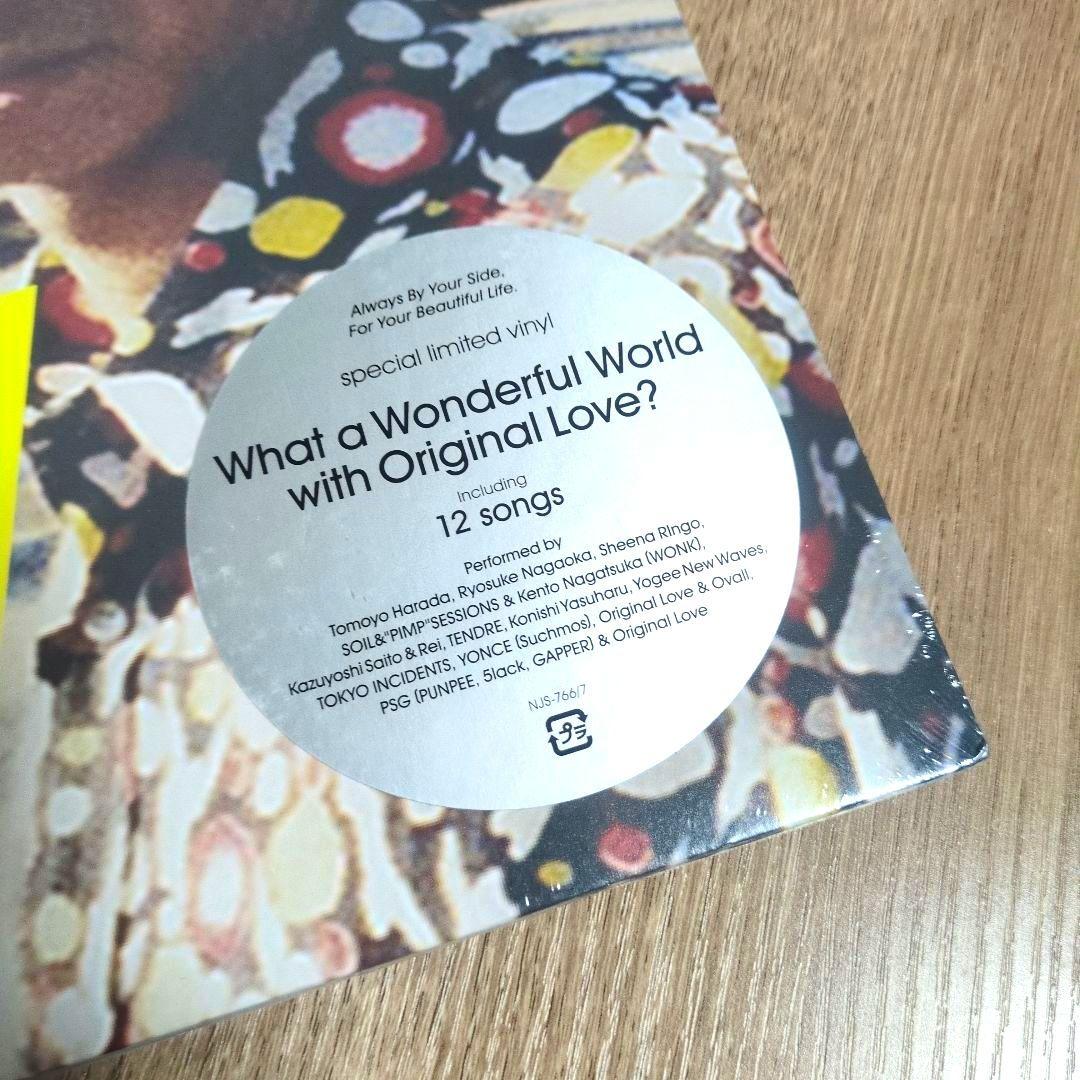 Always By Your Side,
For Your Beautiful Life.
special limited vinyl
What a Wonderful World
with Original Love?
Including
12 songs
Performed by
Tomoyo Harada, Ryosuke Nagaoka, Sheena RIngo,
SOIL&"PIMP"SESSIONS & Kento Nagatsuka (WONK),
Kazuyoshi Saito & Rei, TENDRE, Konishi Yasuharu, Yogee New Waves,
TOKYO INCIDENTS, YONCE (Suchmos), Original Love & Ovall,
PSG (PUNPEE, 5lack, GAPPER) & Original Love
NJS-766/7
プラ